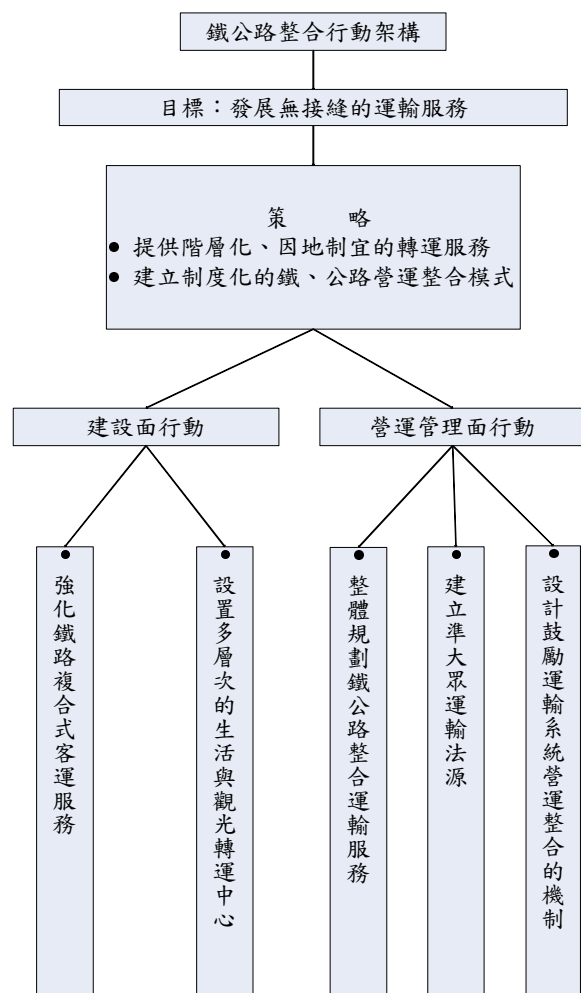 鐵公路整合行動架構
目標：發展無接縫的運輸服務
策　　略
● 提供階層化、因地制宜的轉運服務
● 建立制度化的鐵、公路營運整合模式
建設面行動
營運管理面行動
● 強化鐵路複合式客運服務
● 設置多層次的生活與觀光轉運中心
● 整體規劃鐵公路整合運輸服務
● 建立準大眾運輸法源
● 設計鼓勵運輸系統營運整合的機制